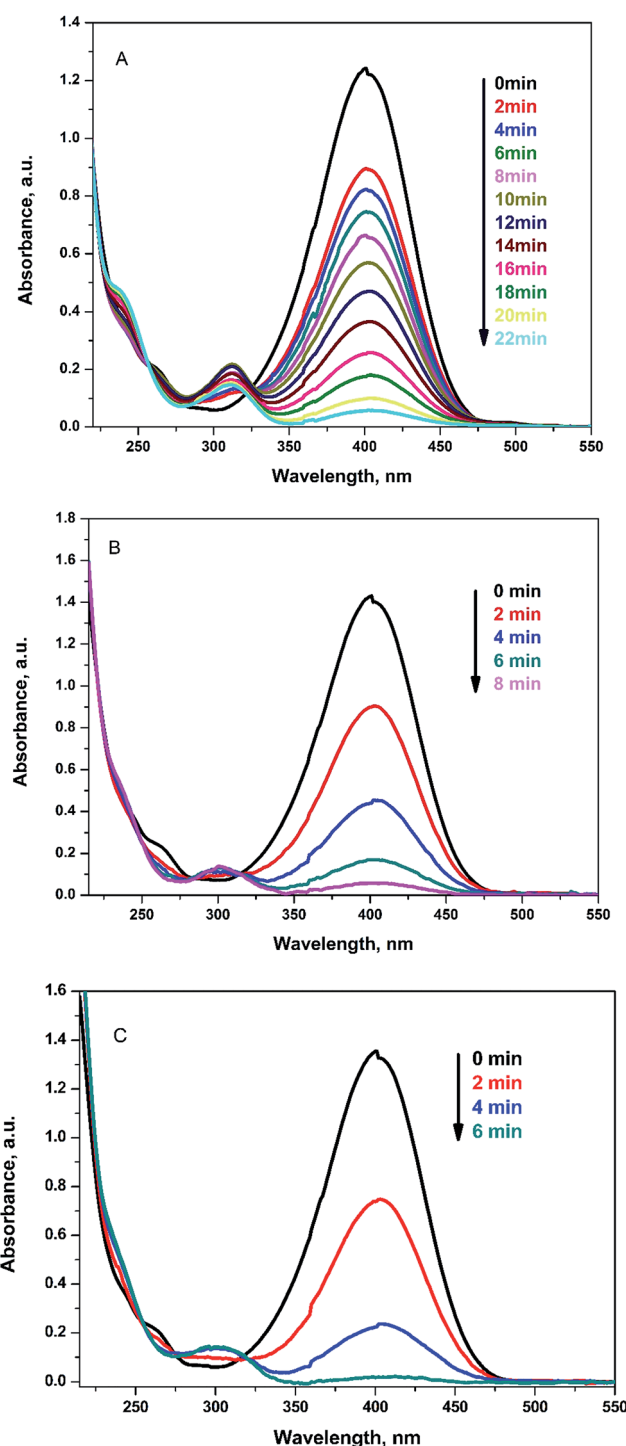 A
1.4
1.2
1.0
0.8
0.6
0.4
0.2
0.0
Absorbance, a.u.
0min
2min
4min
6min
8min
10min
12min
14min
16min
18min
20min
22min
250 300 350 400 450 500 550
Wavelength, nm
B
1.8
1.6
1.4
1.2
1.0
0.8
0.6
0.4
0.2
0.0
Absorbance, a.u.
0 min
2 min
4 min
6 min
8 min
250 300 350 400 450 500 550
Wavelength, nm
C
1.6
1.4
1.2
1.0
0.8
0.6
0.4
0.2
0.0
Absorbance, a.u.
0 min
2 min
4 min
6 min
250 300 350 400 450 500 550
Wavelength, nm